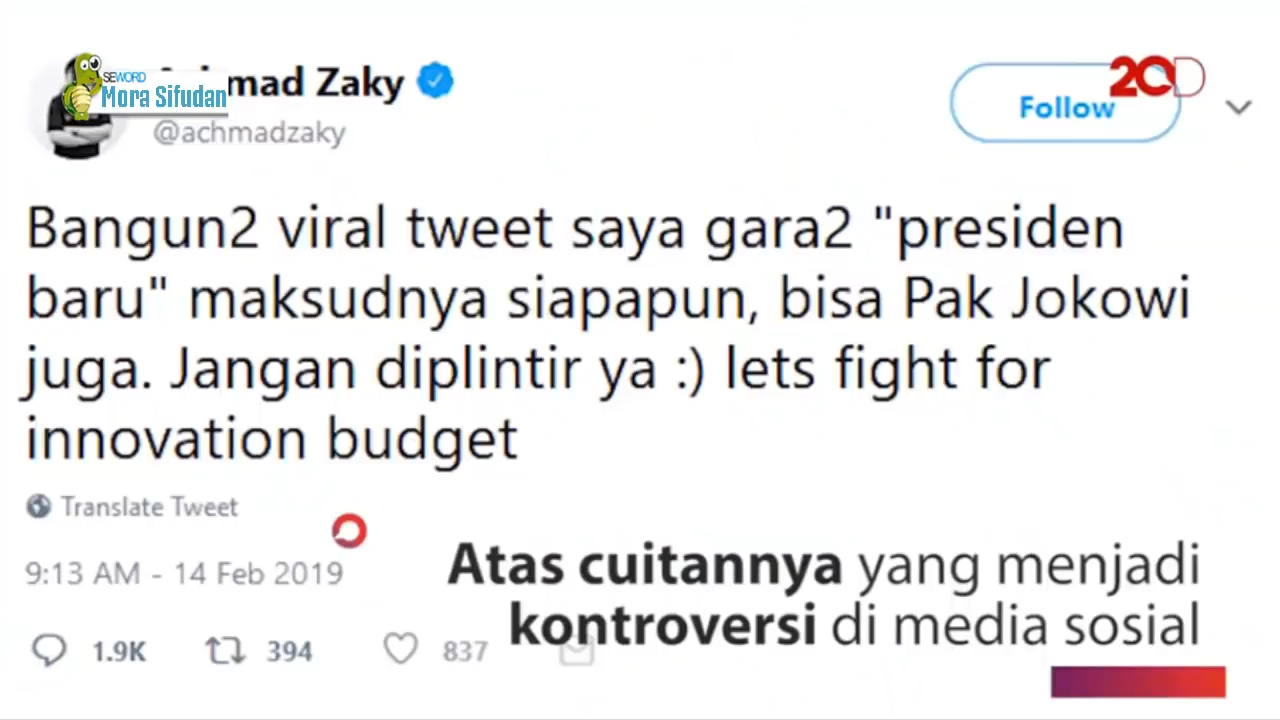 SEWORD
Mora Sifudan
mad Zaky
@achmadzaky
Follow
20D
Bangun2 viral tweet saya gara2 "presiden
baru" maksudnya siapapun, bisa Pak Jokowi
juga. Jangan diplintir ya :) lets fight for
innovation budget
Translate Tweet
9:13 AM - 14 Feb 2019
Atas cuitannya yang menjadi
kontroversi di media sosial
1.9K 394 837